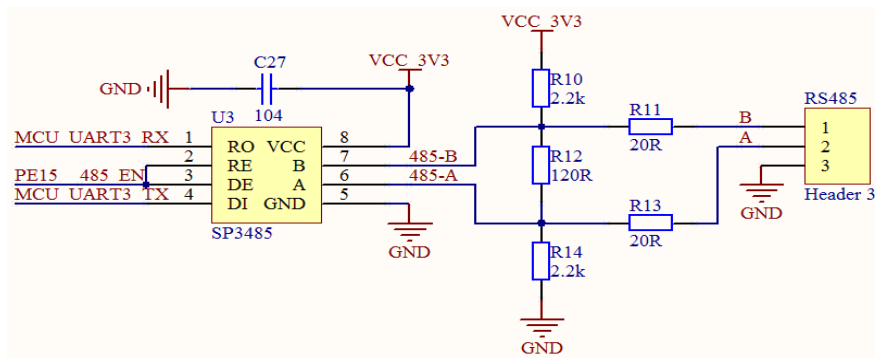 VCC_3V3
C27
VCC_3V3
GND
R10
2.2k
104
U3
R11
RS485
20R
B
1
MCU_UART3_RX
1
RO
VCC
8
A
2
2
RE
B
7
485-B
R12
3
PE15
485_EN
3
DE
A
6
485-A
120R
MCU_UART3_TX
4
DI
GND
5
GND
Header 3
R13
20R
SP3485
GND
R14
2.2k
GND